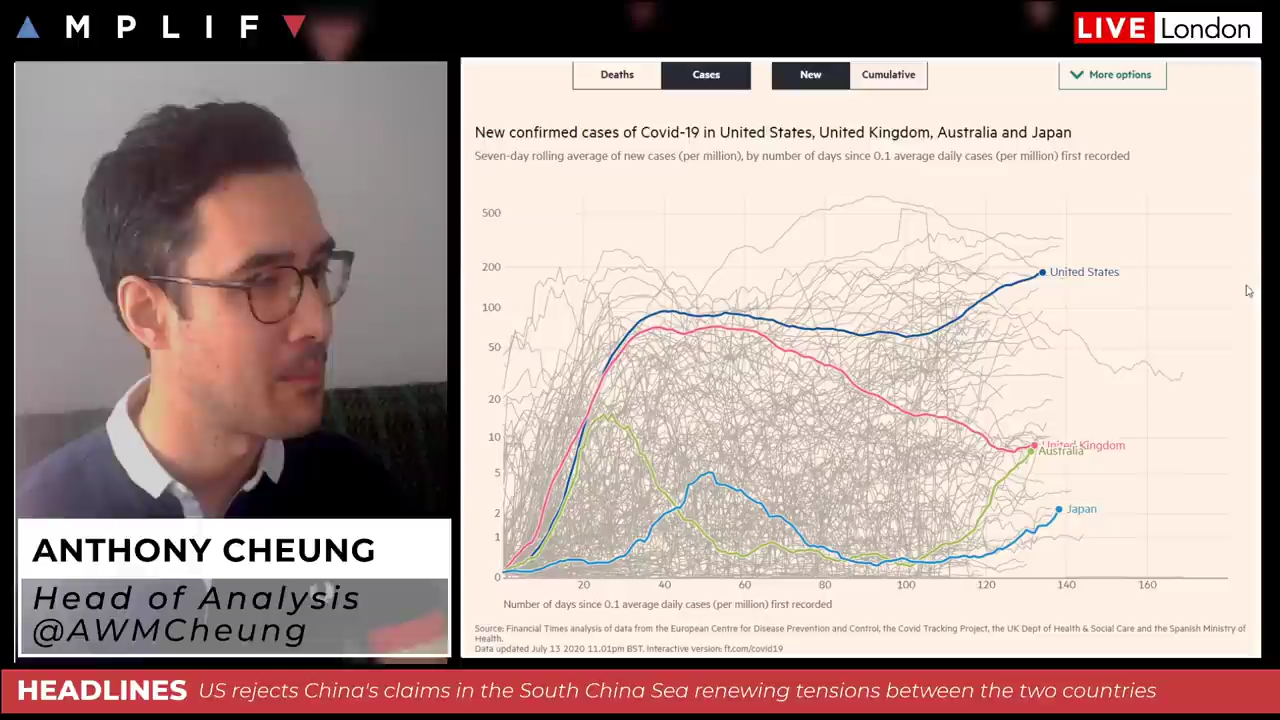 AMPLIFY
LIVE London
Deaths Cases New Cumulative More options
New confirmed cases of Covid-19 in United States, United Kingdom, Australia and Japan
Seven-day rolling average of new cases (per million), by number of days since 0.1 average daily cases (per million) first recorded
500
200
100
50
20
10
5
2
1
0
United States
United Kingdom
Australia
Japan
20 40 60 80 100 120 140 160
Number of days since 0.1 average daily cases (per million) first recorded
Source: Financial Times analysis of data from the European Centre for Disease Prevention and Control, the Covid Tracking Project, the UK Dept of Health & Social Care and the Spanish Ministry of
Health.
Data updated July 13 2020 11.01pm BST. Interactive version: ft.com/covid19
ANTHONY CHEUNG
Head of Analysis
@AWMCheung
HEADLINES US rejects China's claims in the South China Sea renewing tensions between the two countries